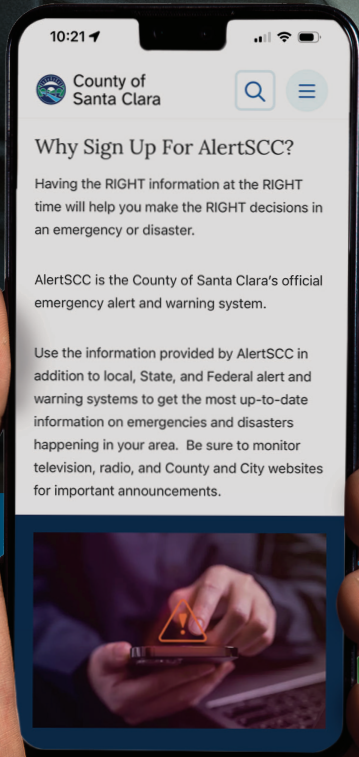 10:21
County of
Santa Clara
Why Sign Up For AlertSCC?
Having the RIGHT information at the RIGHT
time will help you make the RIGHT decisions in
an emergency or disaster.
AlertSCC is the County of Santa Clara's official
emergency alert and warning system.
Use the information provided by AlertSCC in
addition to local, State, and Federal alert and
warning systems to get the most up-to-date
information on emergencies and disasters
happening in your area. Be sure to monitor
television, radio, and County and City websites
for important announcements.